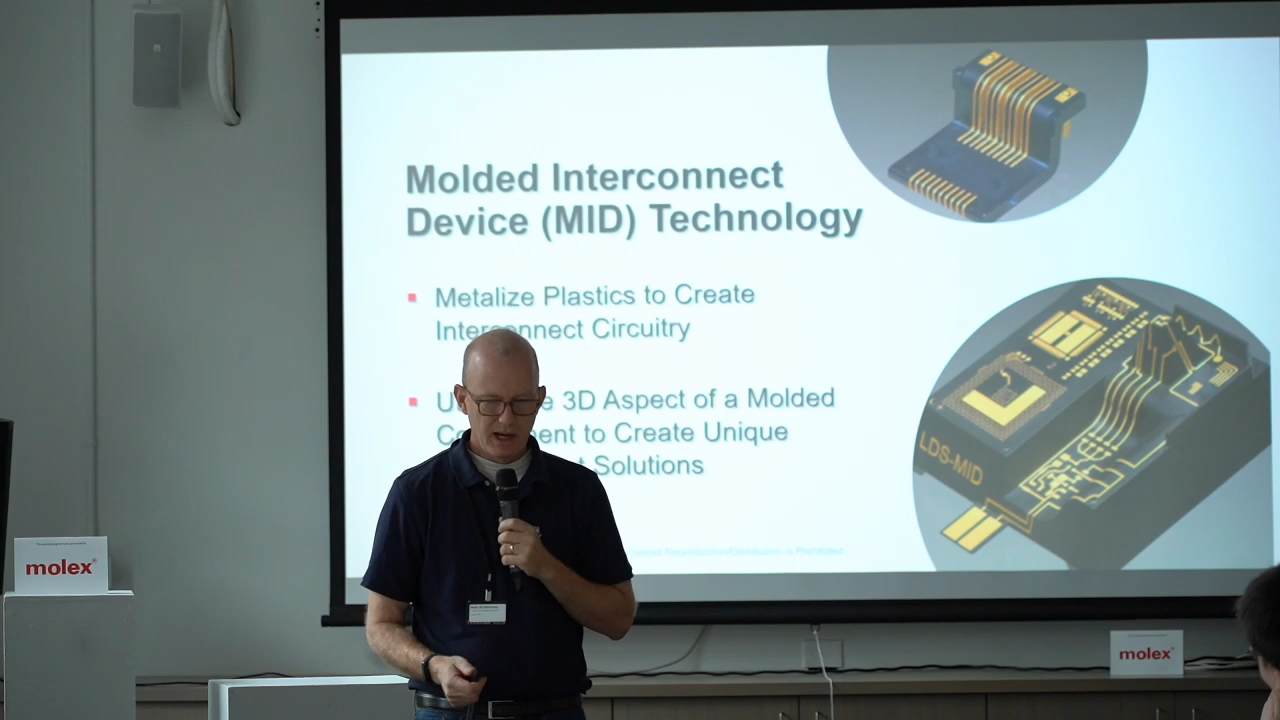 Molded Interconnect
Device (MID) Technology
Metalize Plastics to Create
Interconnect Circuitry
3D Aspect of a Molded
to Create Unique
Solutions
LDS-MID
molex
molex